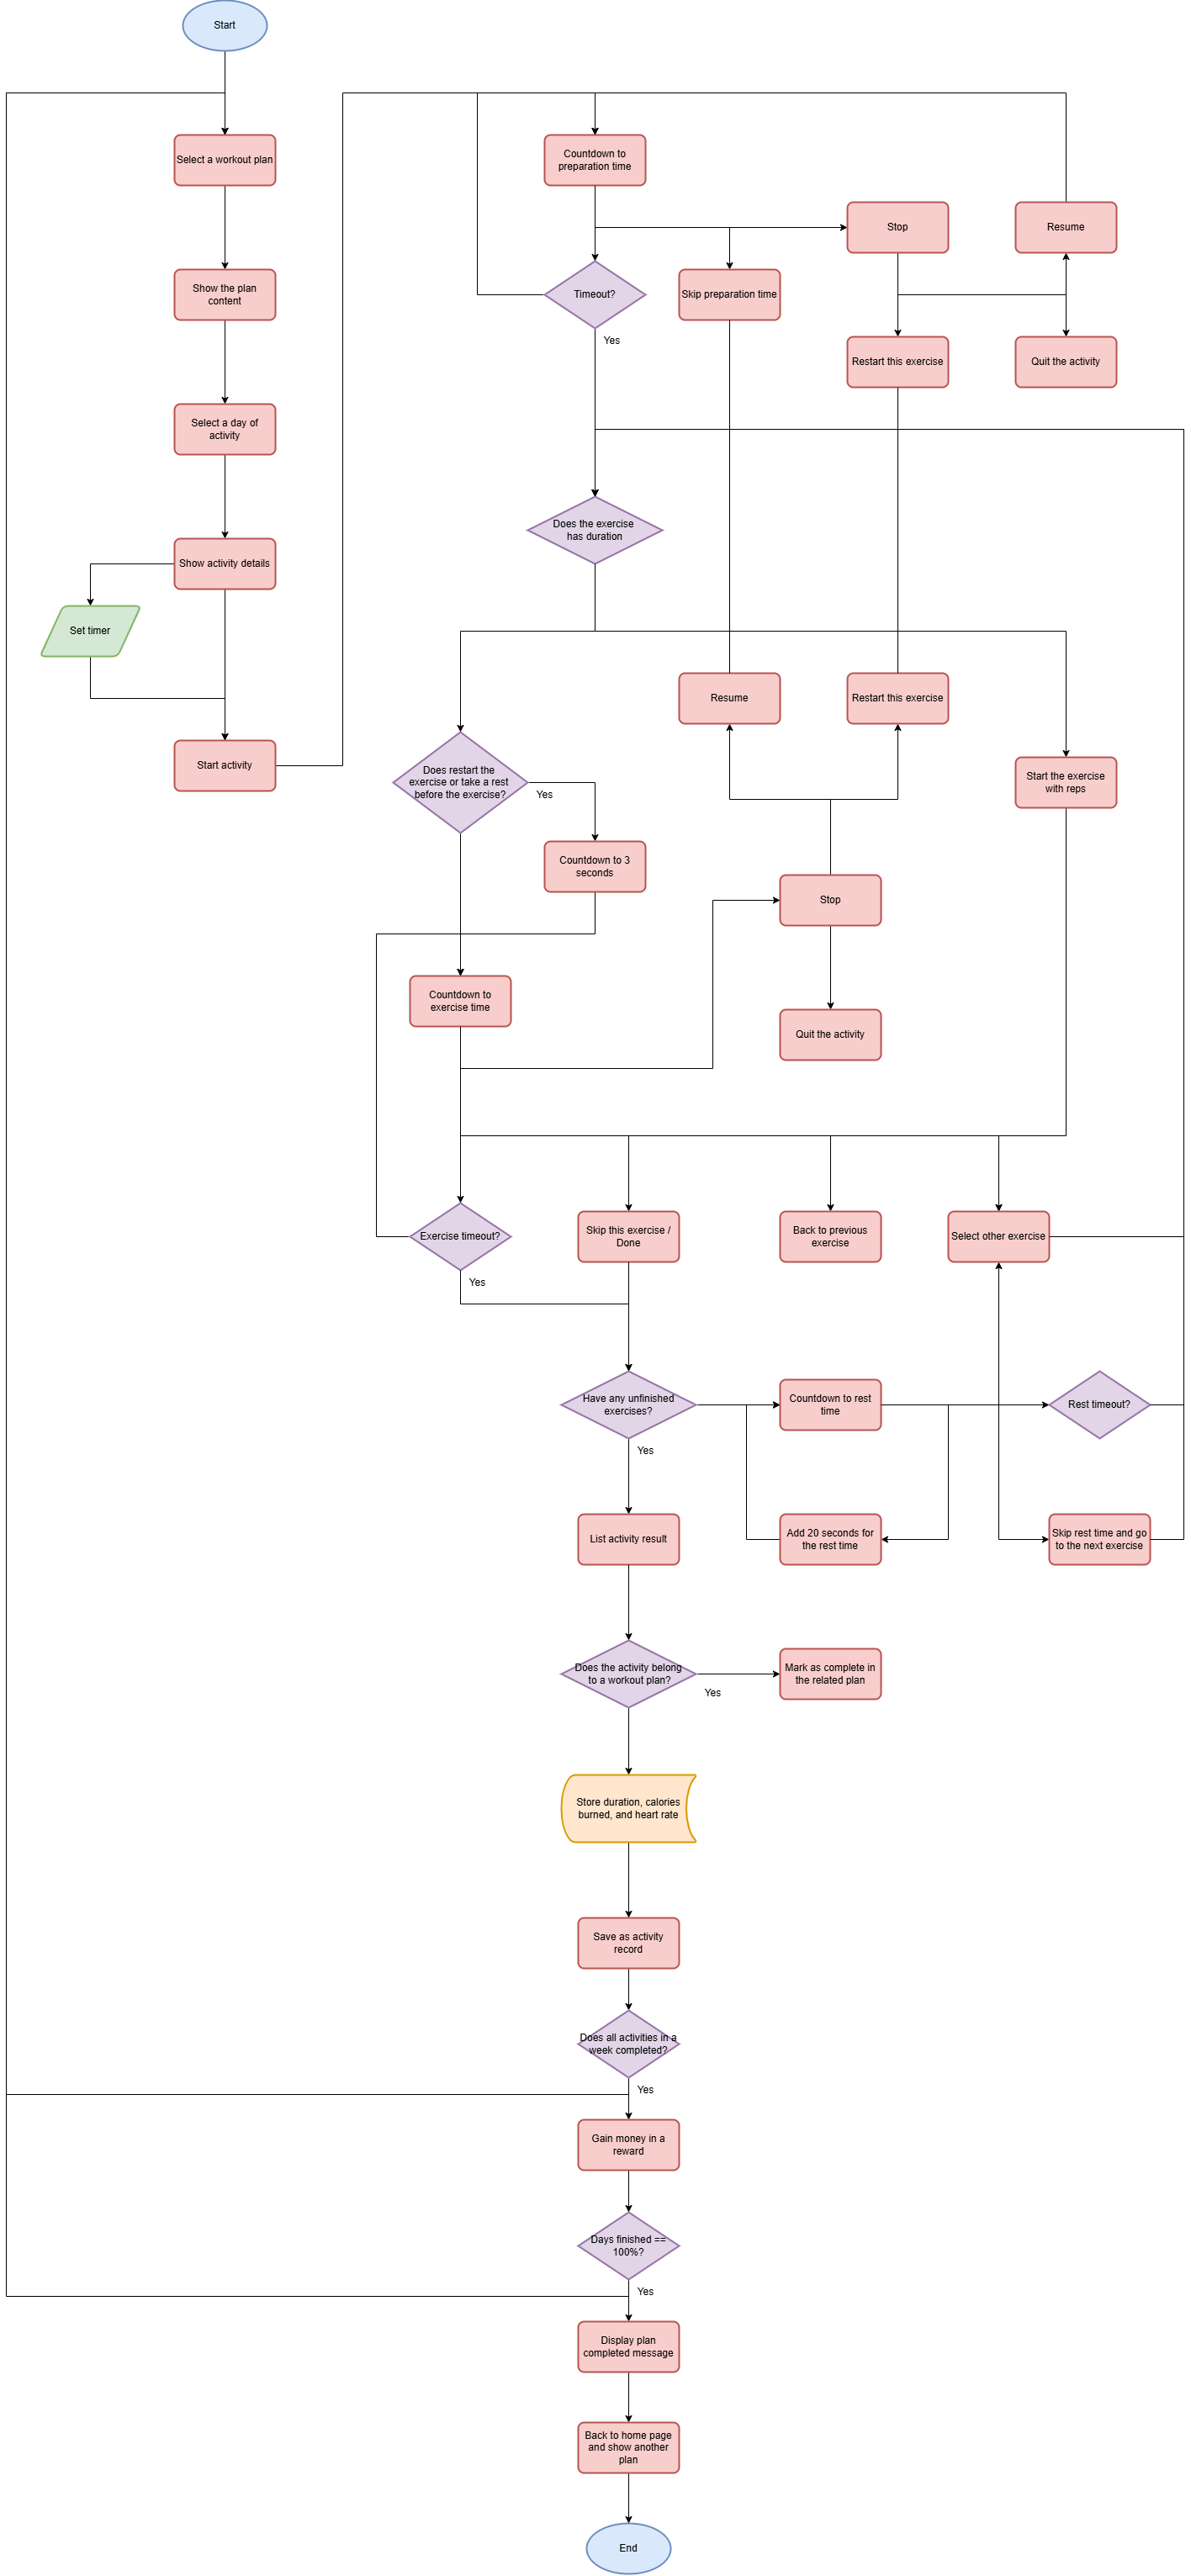 Start
Select a workout plan
Show the plan
content
Select a day of
activity
Show activity details
Set timer
Start activity
Countdown to
preparation time
Stop
Resume
Timeout?
Skip preparation time
Yes
Restart this exercise
Quit the activity
Does the exercise
has duration
Resume
Restart this exercise
Does restart the
exercise or take a rest
before the exercise?
Yes
Start the exercise
with reps
Countdown to 3
seconds
Stop
Countdown to
exercise time
Quit the activity
Exercise timeout?
Yes
Skip this exercise /
Done
Back to previous
exercise
Select other exercise
Have any unfinished
exercises?
Yes
Countdown to rest
time
Rest timeout?
List activity result
Add 20 seconds for
the rest time
Skip rest time and go
to the next exercise
Does the activity belong
to a workout plan?
Yes
Mark as complete in
the related plan
Store duration, calories
burned, and heart rate
Save as activity
record
Does all activities in a
week completed?
Yes
Gain money in a
reward
Days finished ==
100%?
Yes
Display plan
completed message
Back to home page
and show another
plan
End